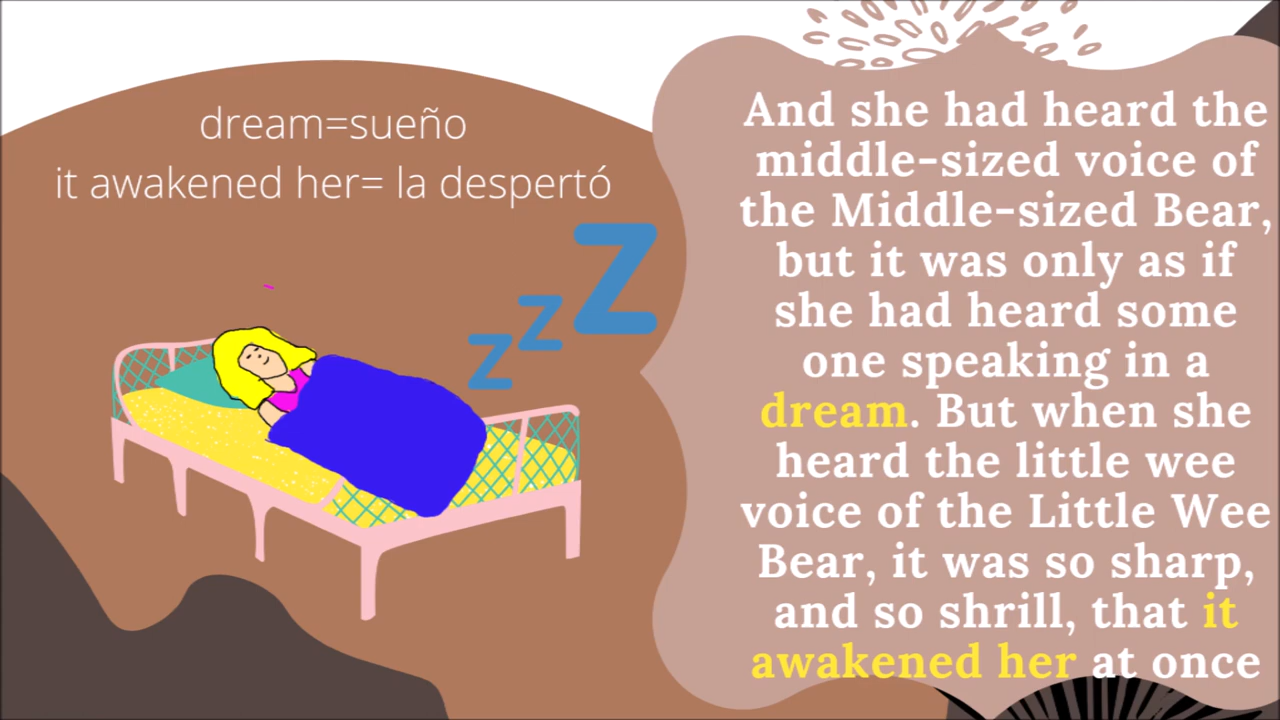 dream=sueño
it awakened her= la despertó
z
z
Z
And she had heard the
middle-sized voice of
the Middle-sized Bear,
but it was only as if
she had heard some
one speaking in a
dream. But when she
heard the little wee
voice of the Little Wee
Bear, it was so sharp,
and so shrill, that it
awakened her at once